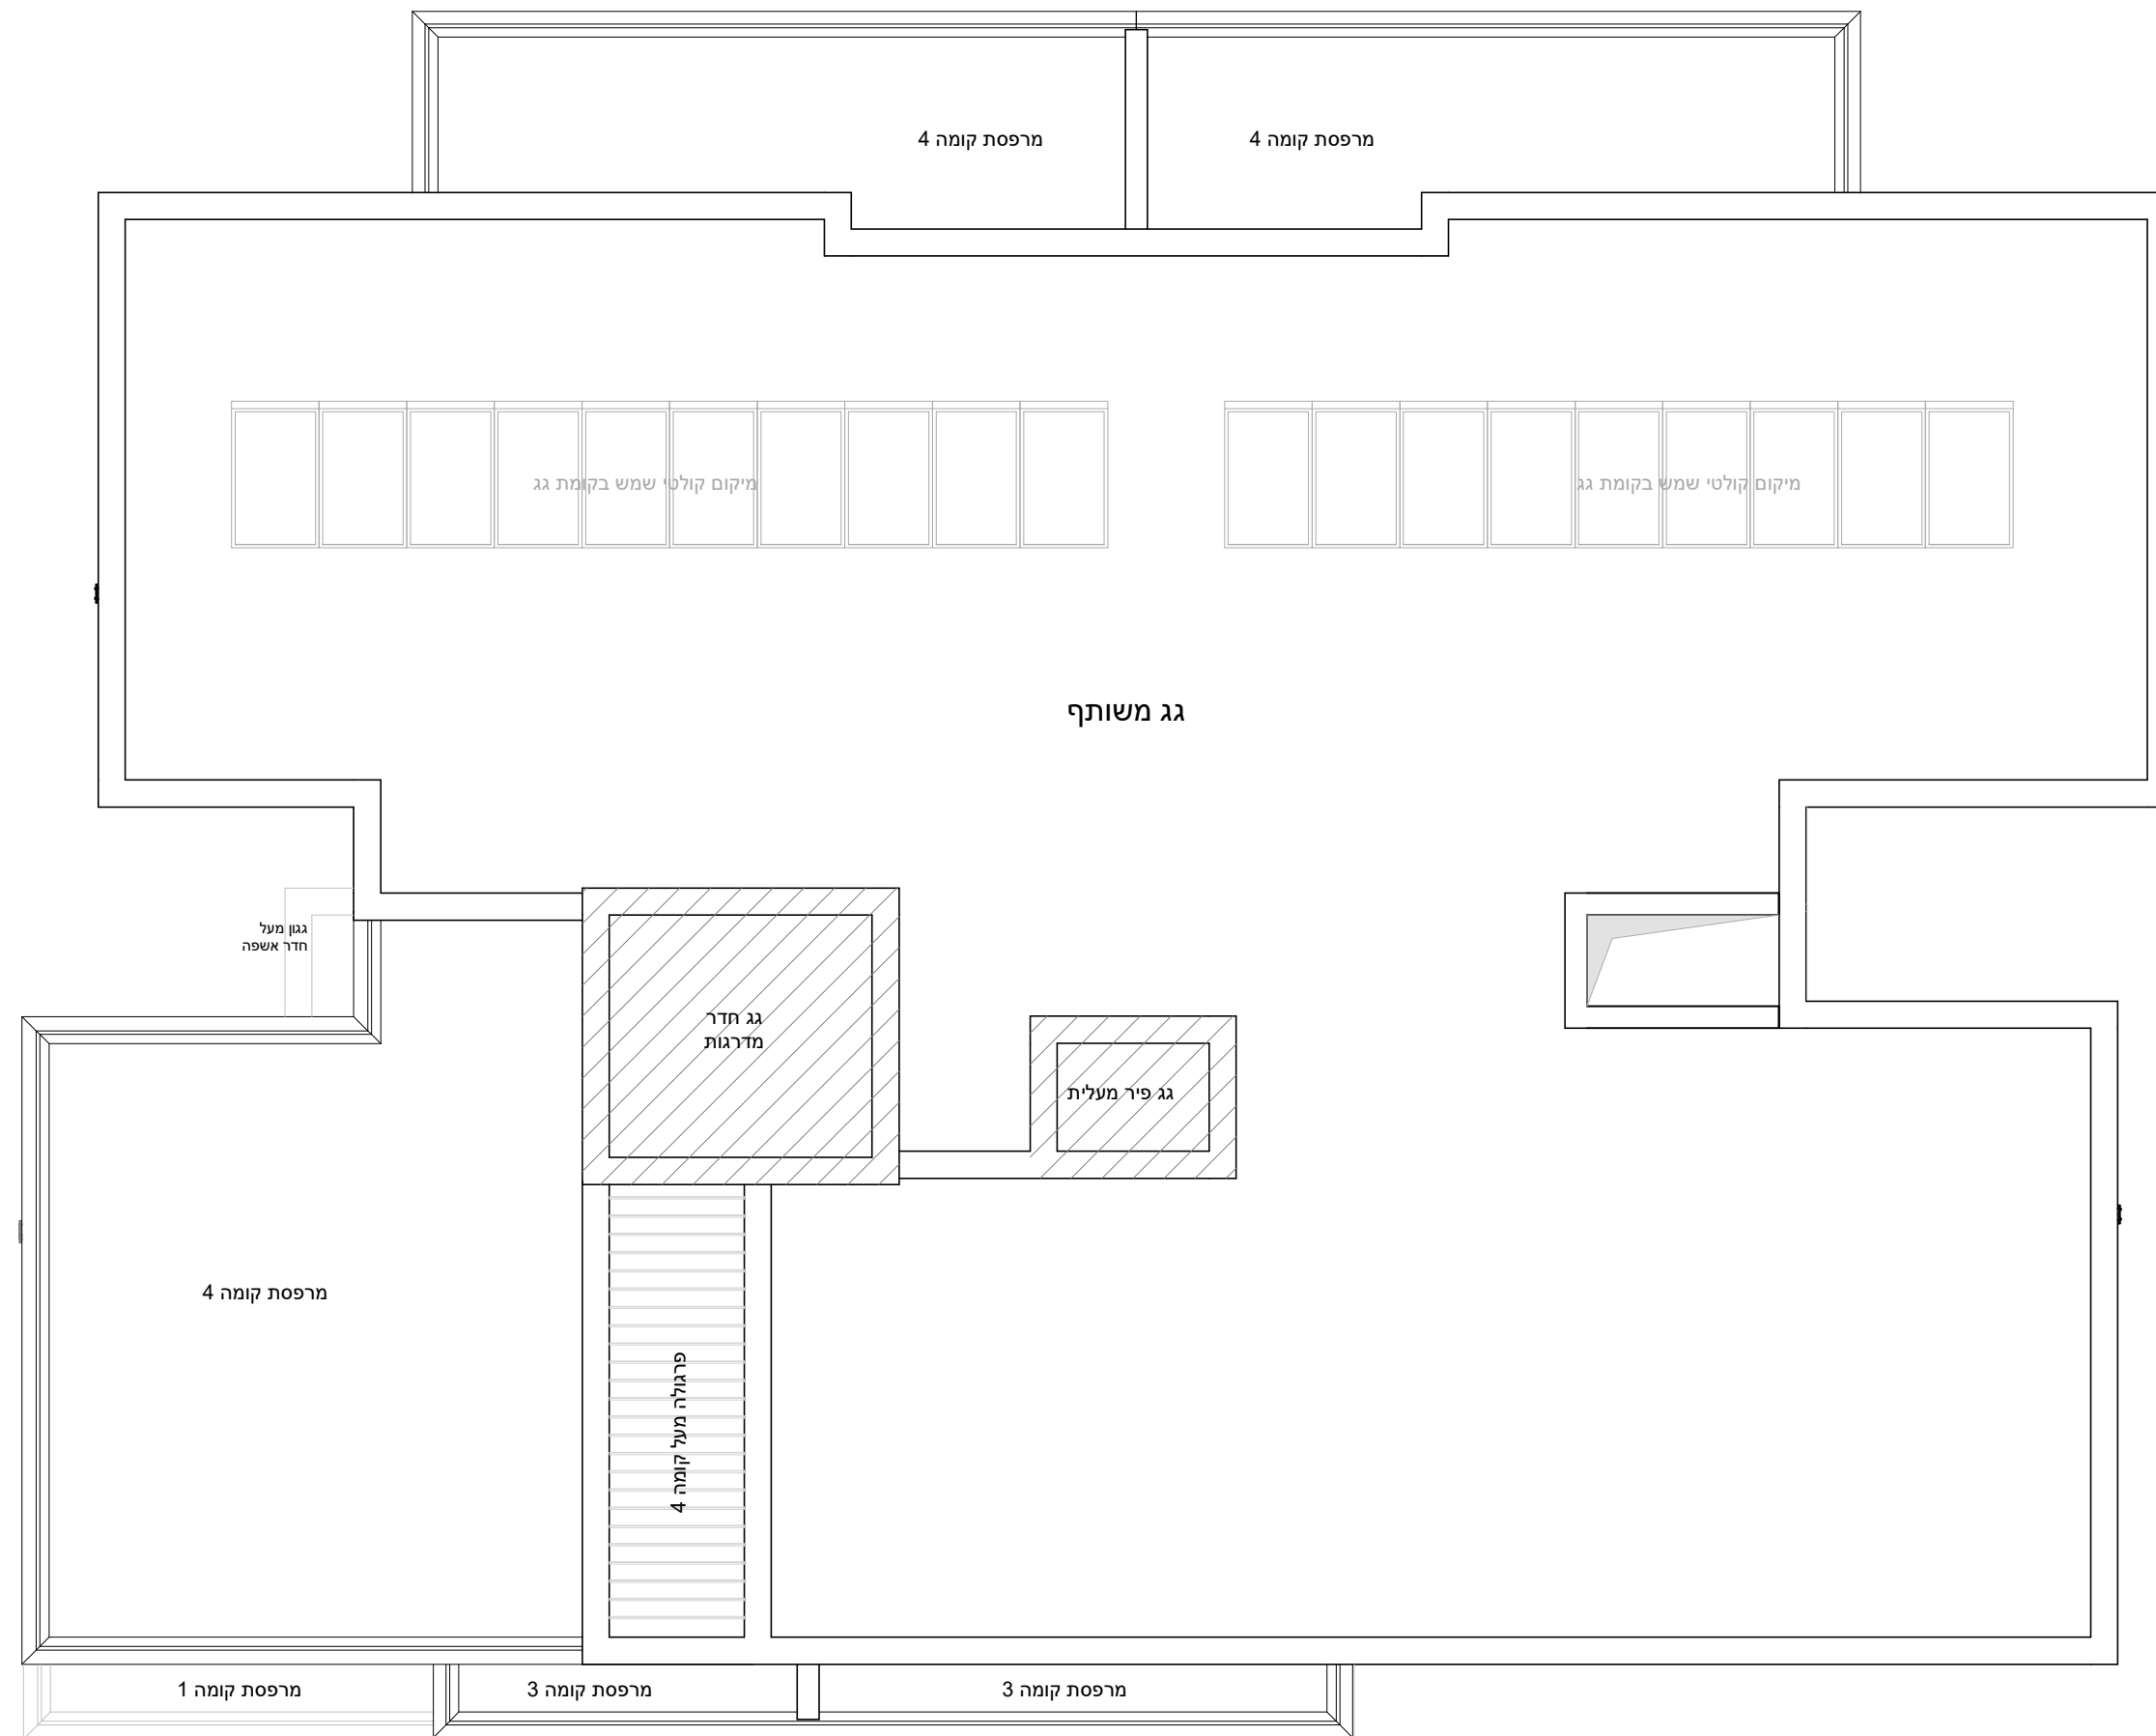 מרפסת קומה 4
מרפסת קומה 4
מיקום קולטי שמש בקומת גג
מיקום קולטי שמש בקומת גג
גג משותף
גגון מעל
חדר אשפה
גג חדר
מדרגות
גג פיר מעלית
מרפסת קומה 4
פרגולה מעל קומה 4
מרפסת קומה 1
מרפסת קומה 3
מרפסת קומה 3